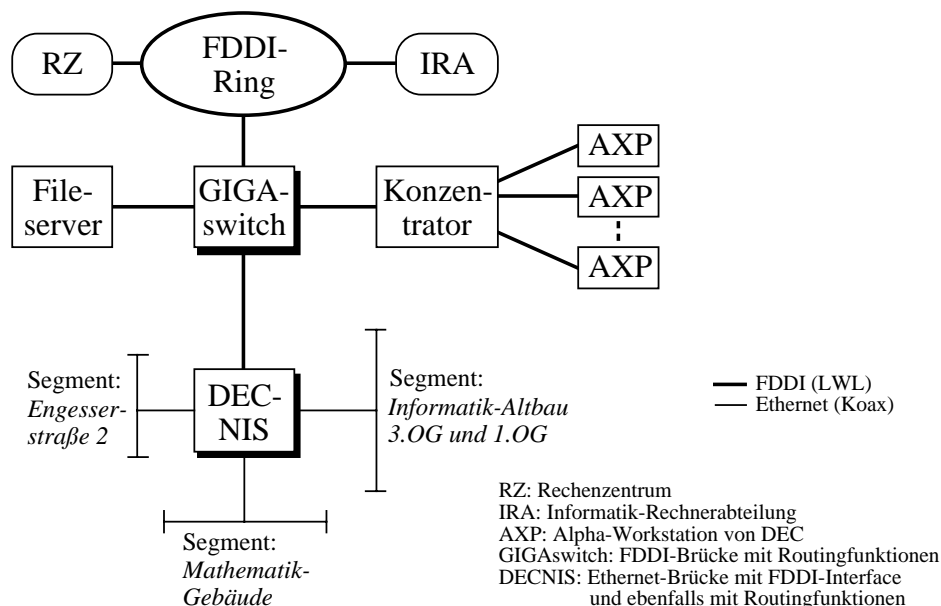 RZ
FDDI-
Ring
IRA
File-
server
GIGA-
switch
Konzen-
trator
AXP
AXP
AXP
Segment:
Engesser-
straße 2
DEC-
NIS
Segment:
Informatik-Altbau
3.OG und 1.OG
Segment:
Mathematik-
Gebäude
FDDI (LWL)
Ethernet (Koax)
RZ: Rechenzentrum
IRA: Informatik-Rechnerabteilung
AXP: Alpha-Workstation von DEC
GIGAswitch: FDDI-Brücke mit Routingfunktionen
DECNIS: Ethernet-Brücke mit FDDI-Interface
und ebenfalls mit Routingfunktionen